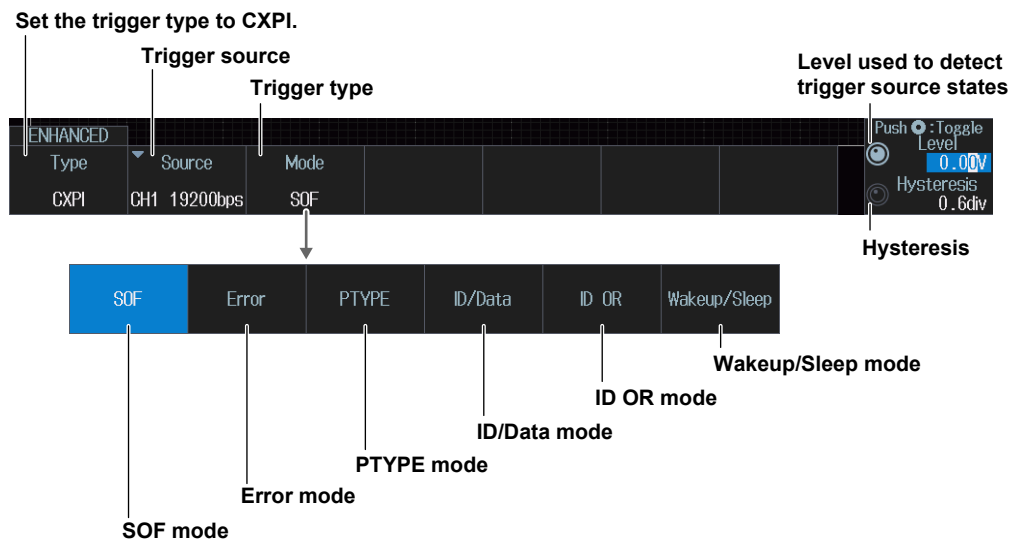 Set the trigger type to CXPI.
Trigger source
Trigger type
Level used to detect
trigger source states
ENHANCED
Type
CXPI
Source
CH1 19200bps
Mode
SOF
Push :Toggle
Level
0.00V
Hysteresis
0.6div
Hysteresis
SOF
Error
PTYPE
ID/Data
ID OR
Wakeup/Sleep
Wakeup/Sleep mode
ID OR mode
ID/Data mode
PTYPE mode
Error mode
SOF mode